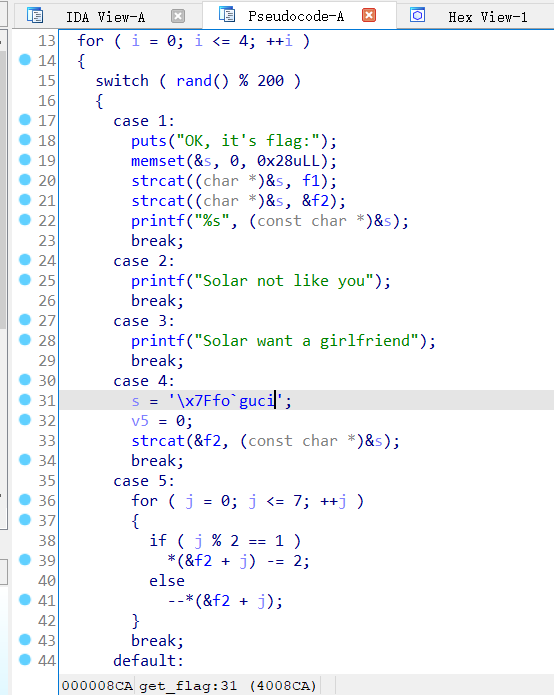 IDA View-A Pseudocode-A Hex View-1
13 for ( i = 0; i <= 4; ++i )
14 {
15 switch ( rand() % 200 )
16 {
17 case 1:
18 puts("OK, it's flag:");
19 memset(&s, 0, 0x28uLL);
20 strcat((char *)&s, f1);
21 strcat((char *)&s, &f2);
22 printf("%s", (const char *)&s);
23 break;
24 case 2:
25 printf("Solar not like you");
26 break;
27 case 3:
28 printf("Solar want a girlfriend");
29 break;
30 case 4:
31 s = '\x7Ffo`guci';
32 v5 = 0;
33 strcat(&f2, (const char *)&s);
34 break;
35 case 5:
36 for ( j = 0; j <= 7; ++j )
37 {
38 if ( j % 2 == 1 )
39 *(&f2 + j) -= 2;
40 else
41 --*(&f2 + j);
42 }
43 break;
44 default:
000008CA get_flag:31 (4008CA)